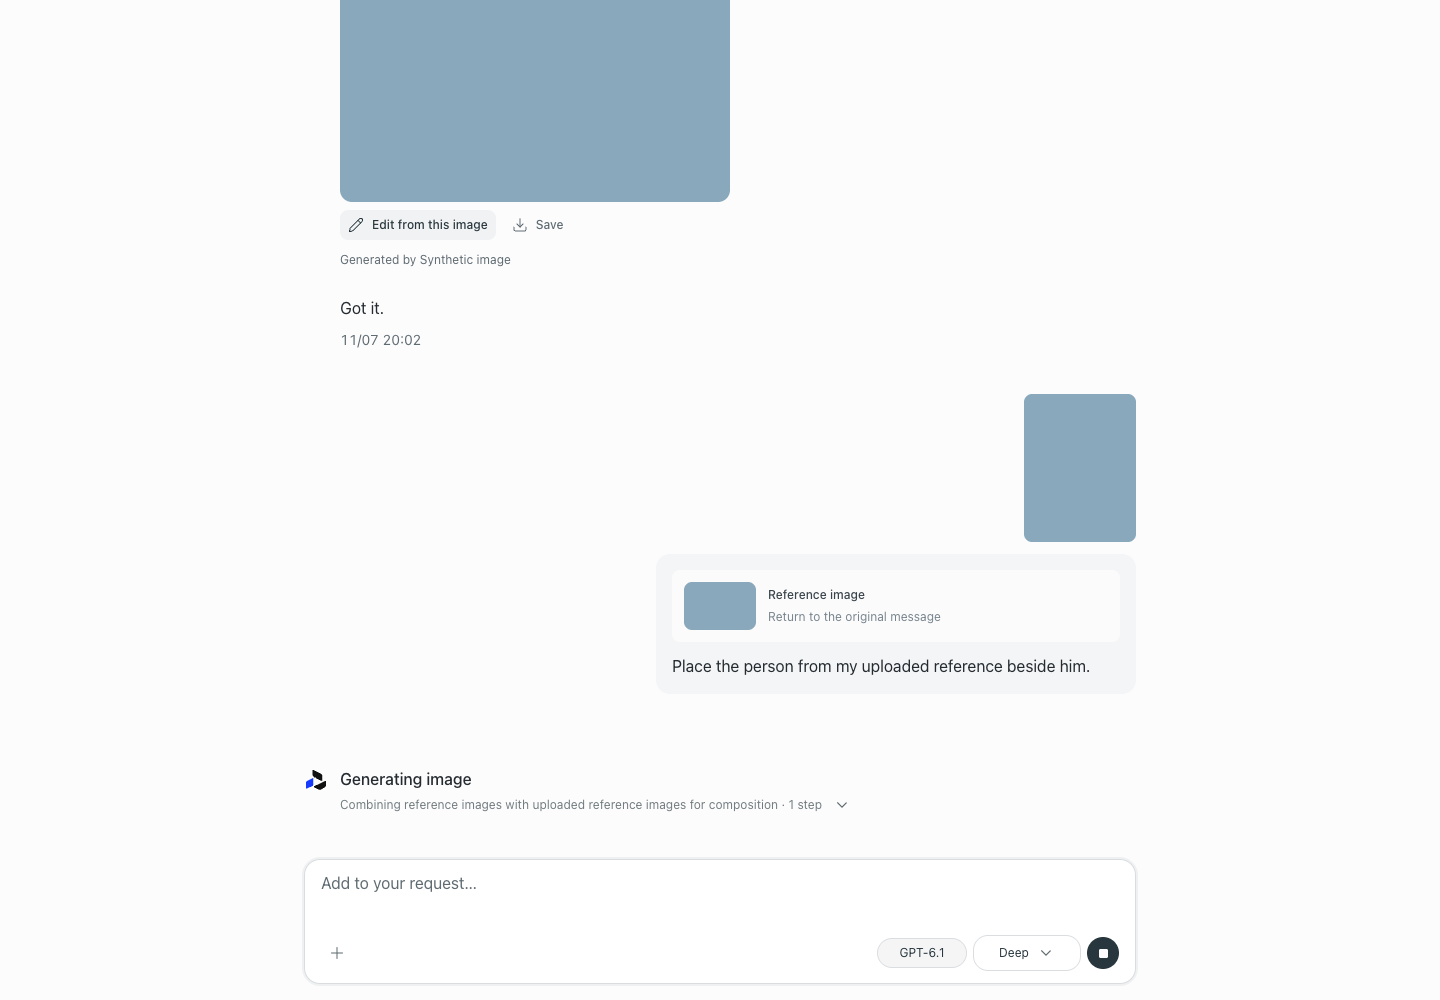 Edit from this image
Save
Generated by Synthetic image
Got it.
11/07 20:02
Reference image
Return to the original message
Place the person from my uploaded reference beside him.
Generating image
Combining reference images with uploaded reference images for composition · 1 step
Add to your request...
GPT-6.1
Deep